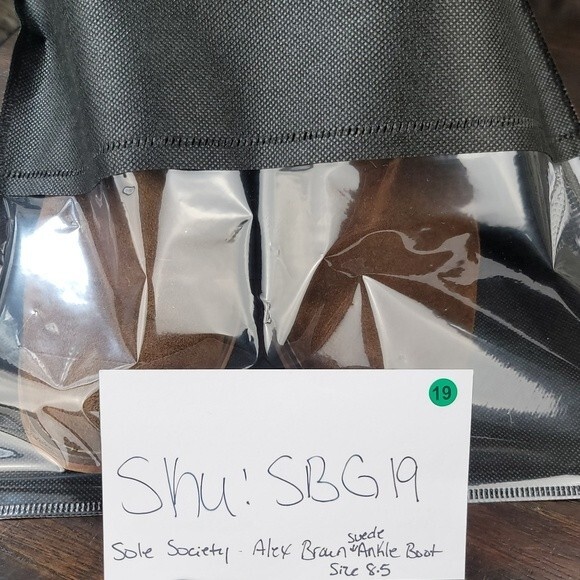 19
Sku: SBG19
Sole Society - Alex Brown suede Ankle Boot
Size 8.5